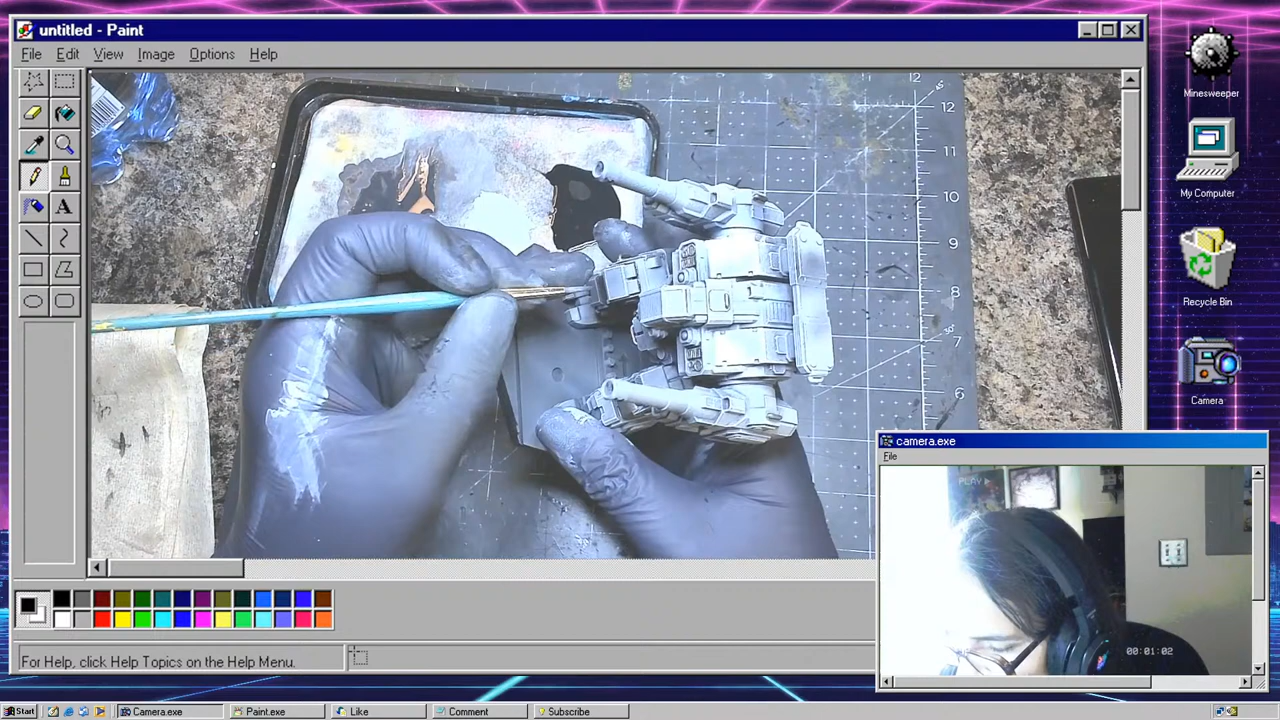 untitled - Paint
File Edit View Image Options Help
Minesweeper
My Computer
Recycle Bin
Camera
12
12
11
10
9
8
7
6
camera.exe
File
PLAY
00:01:02
For Help, click Help Topics on the Help Menu.
Start Camera.exe Paint.exe Like Comment Subscribe